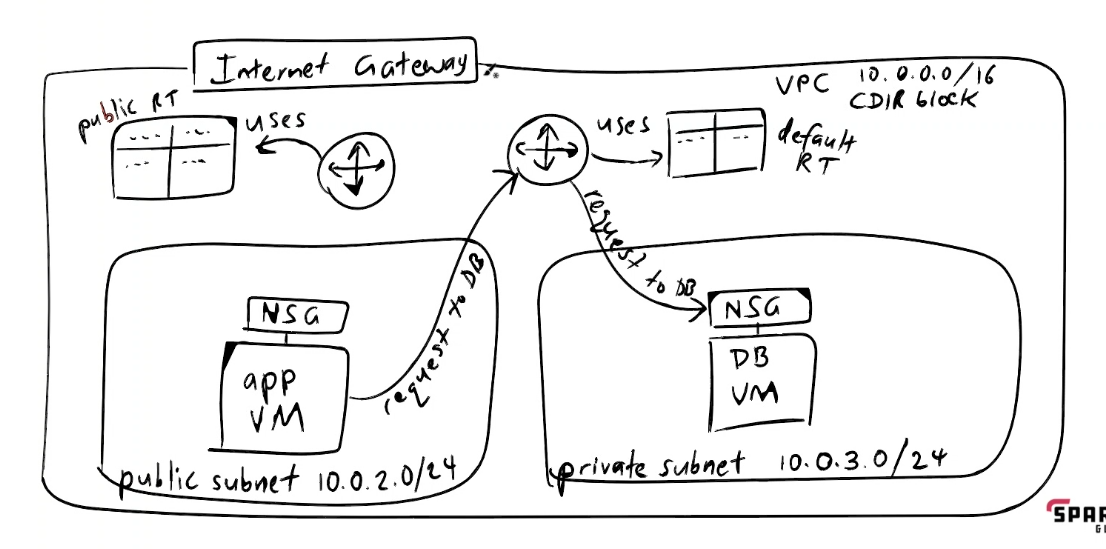 Internet Gateway
VPC 10.0.0.0/16
CDIR block
public RT
uses
uses
default
RT
request to DB
request to DB
NSG
app
VM
public subnet 10.0.2.0/24
NSG
DB
VM
private subnet 10.0.3.0/24